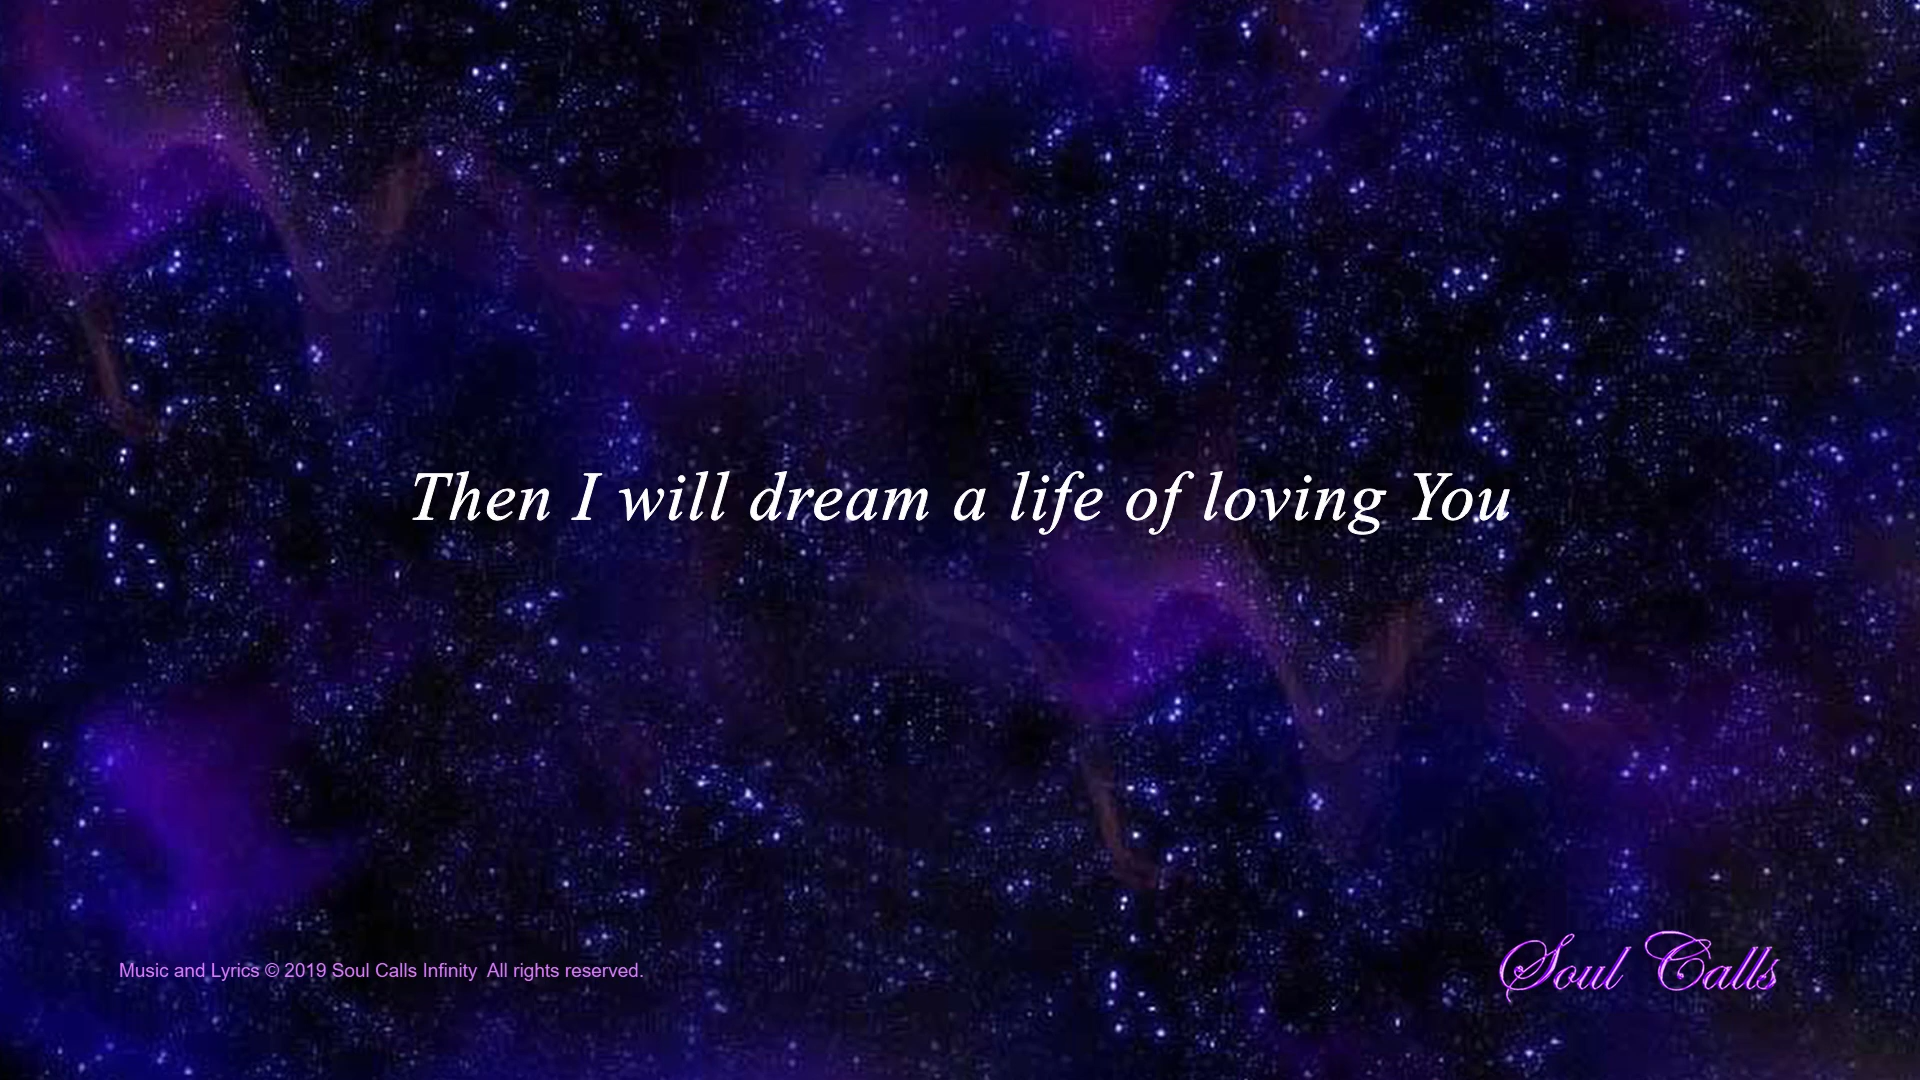 Then I will dream a life of loving You
Music and Lyrics © 2019 Soul Calls Infinity  All rights reserved.
Soul Calls